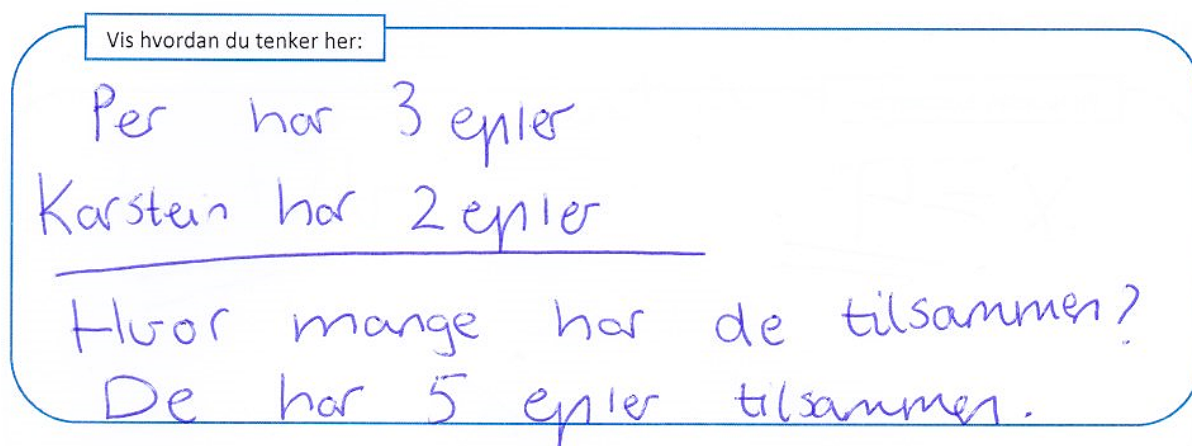 Vis hvordan du tenker her:
Per har 3 epler
Karstein har 2 epler
Hvor mange har de tilsammen?
De har 5 epler tilsammen.